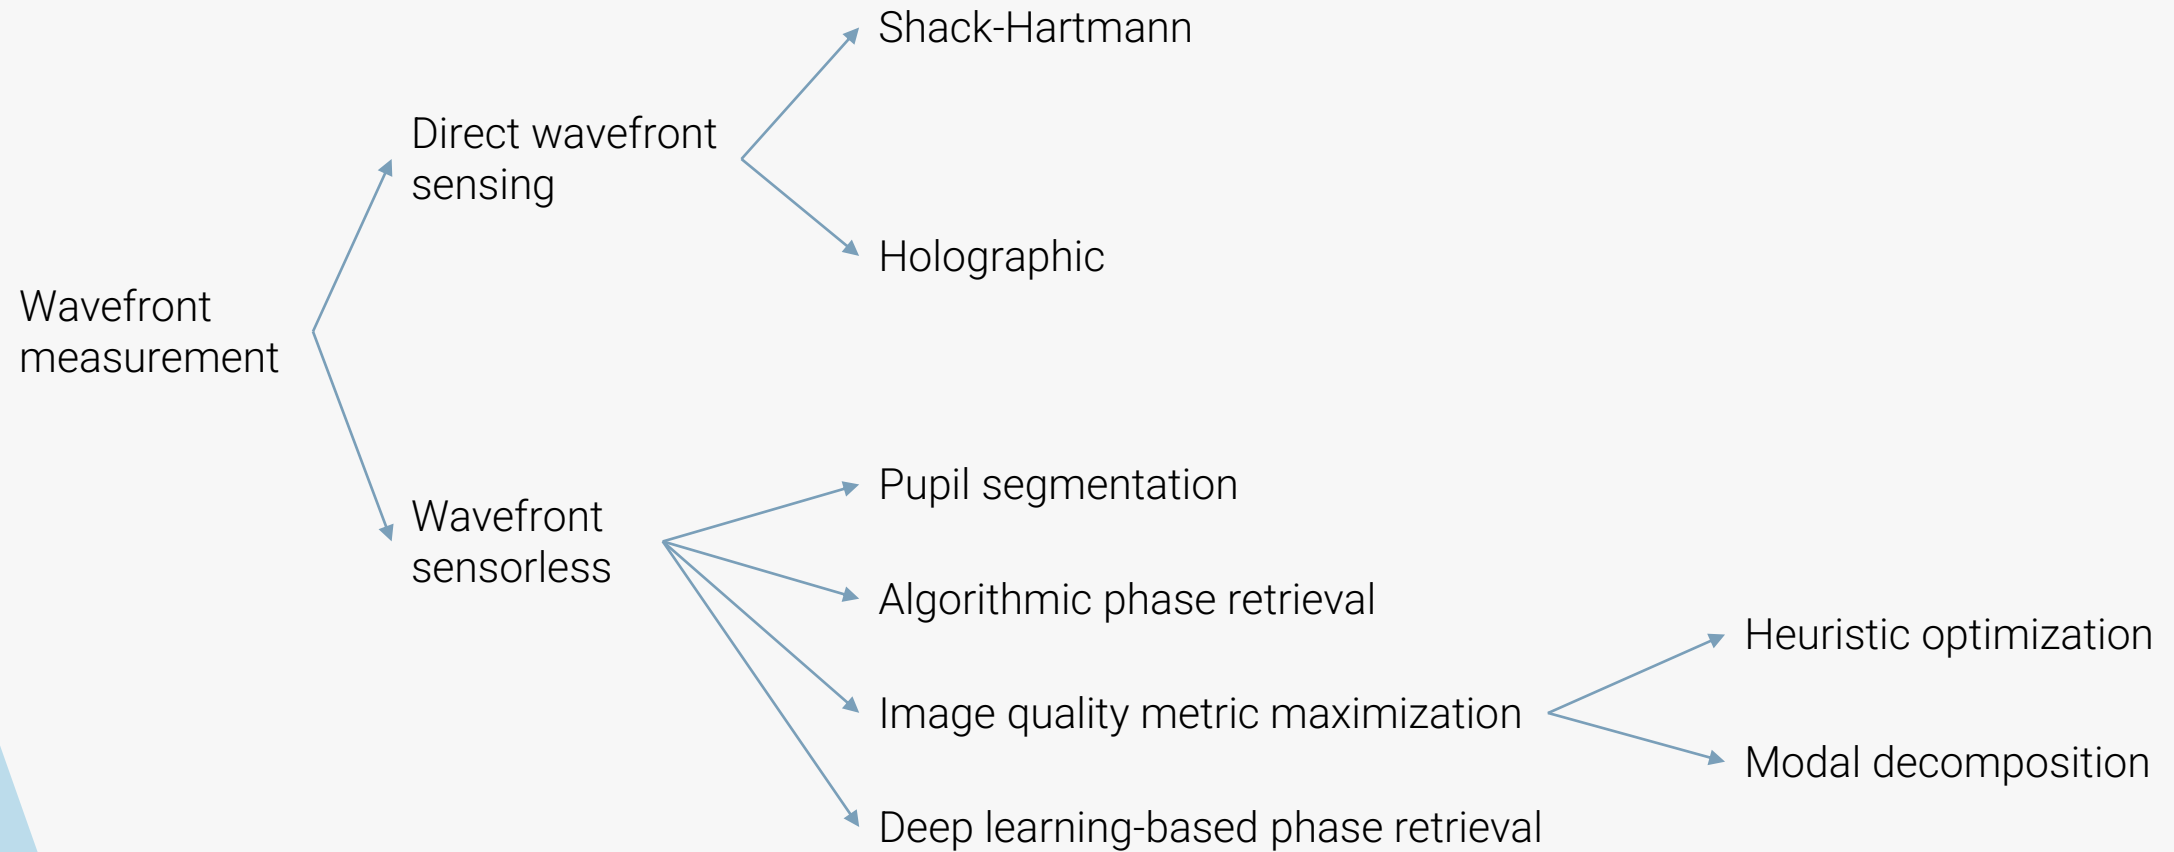 Shack-Hartmann
Direct wavefront
sensing
Holographic
Wavefront
measurement
Pupil segmentation
Wavefront
sensorless
Algorithmic phase retrieval
Heuristic optimization
Image quality metric maximization
Modal decomposition
Deep learning-based phase retrieval